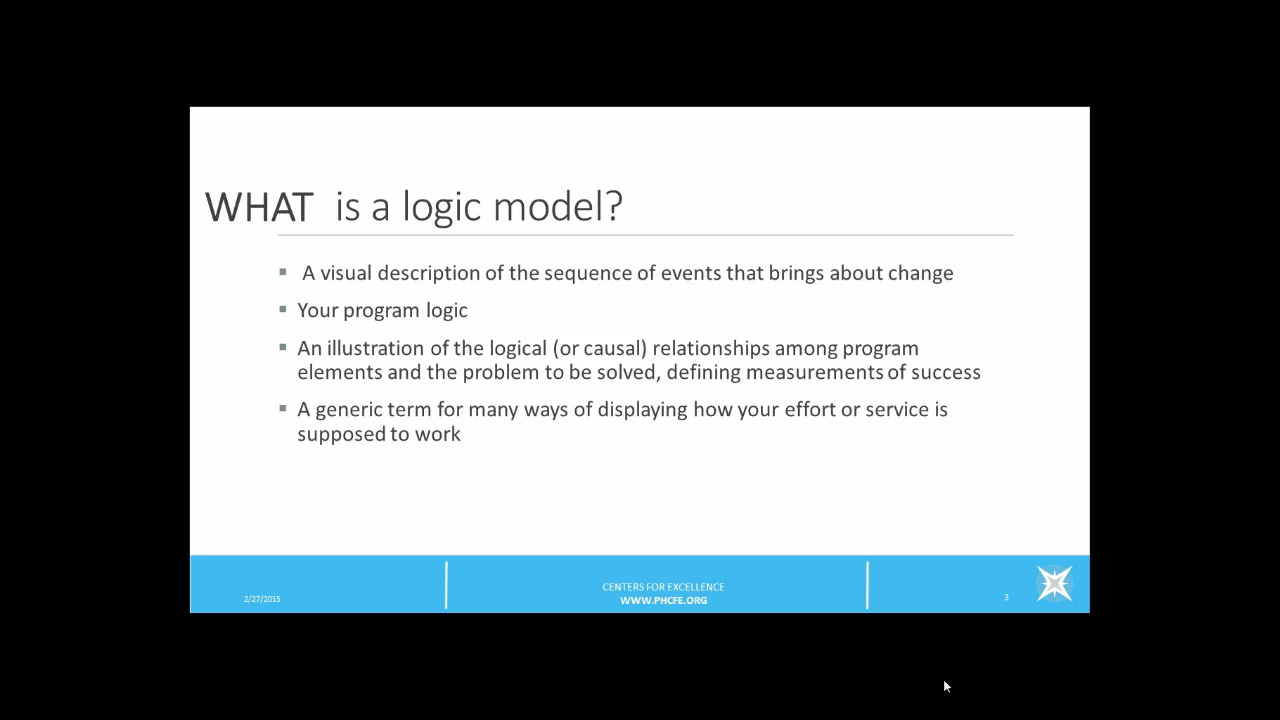 WHAT is a logic model?
▪ A visual description of the sequence of events that brings about change
▪ Your program logic
▪ An illustration of the logical (or causal) relationships among program
elements and the problem to be solved, defining measurements of success
▪ A generic term for many ways of displaying how your effort or service is
supposed to work
2/27/2015
CENTERS FOR EXCELLENCE
WWW.PHCFE.ORG
3